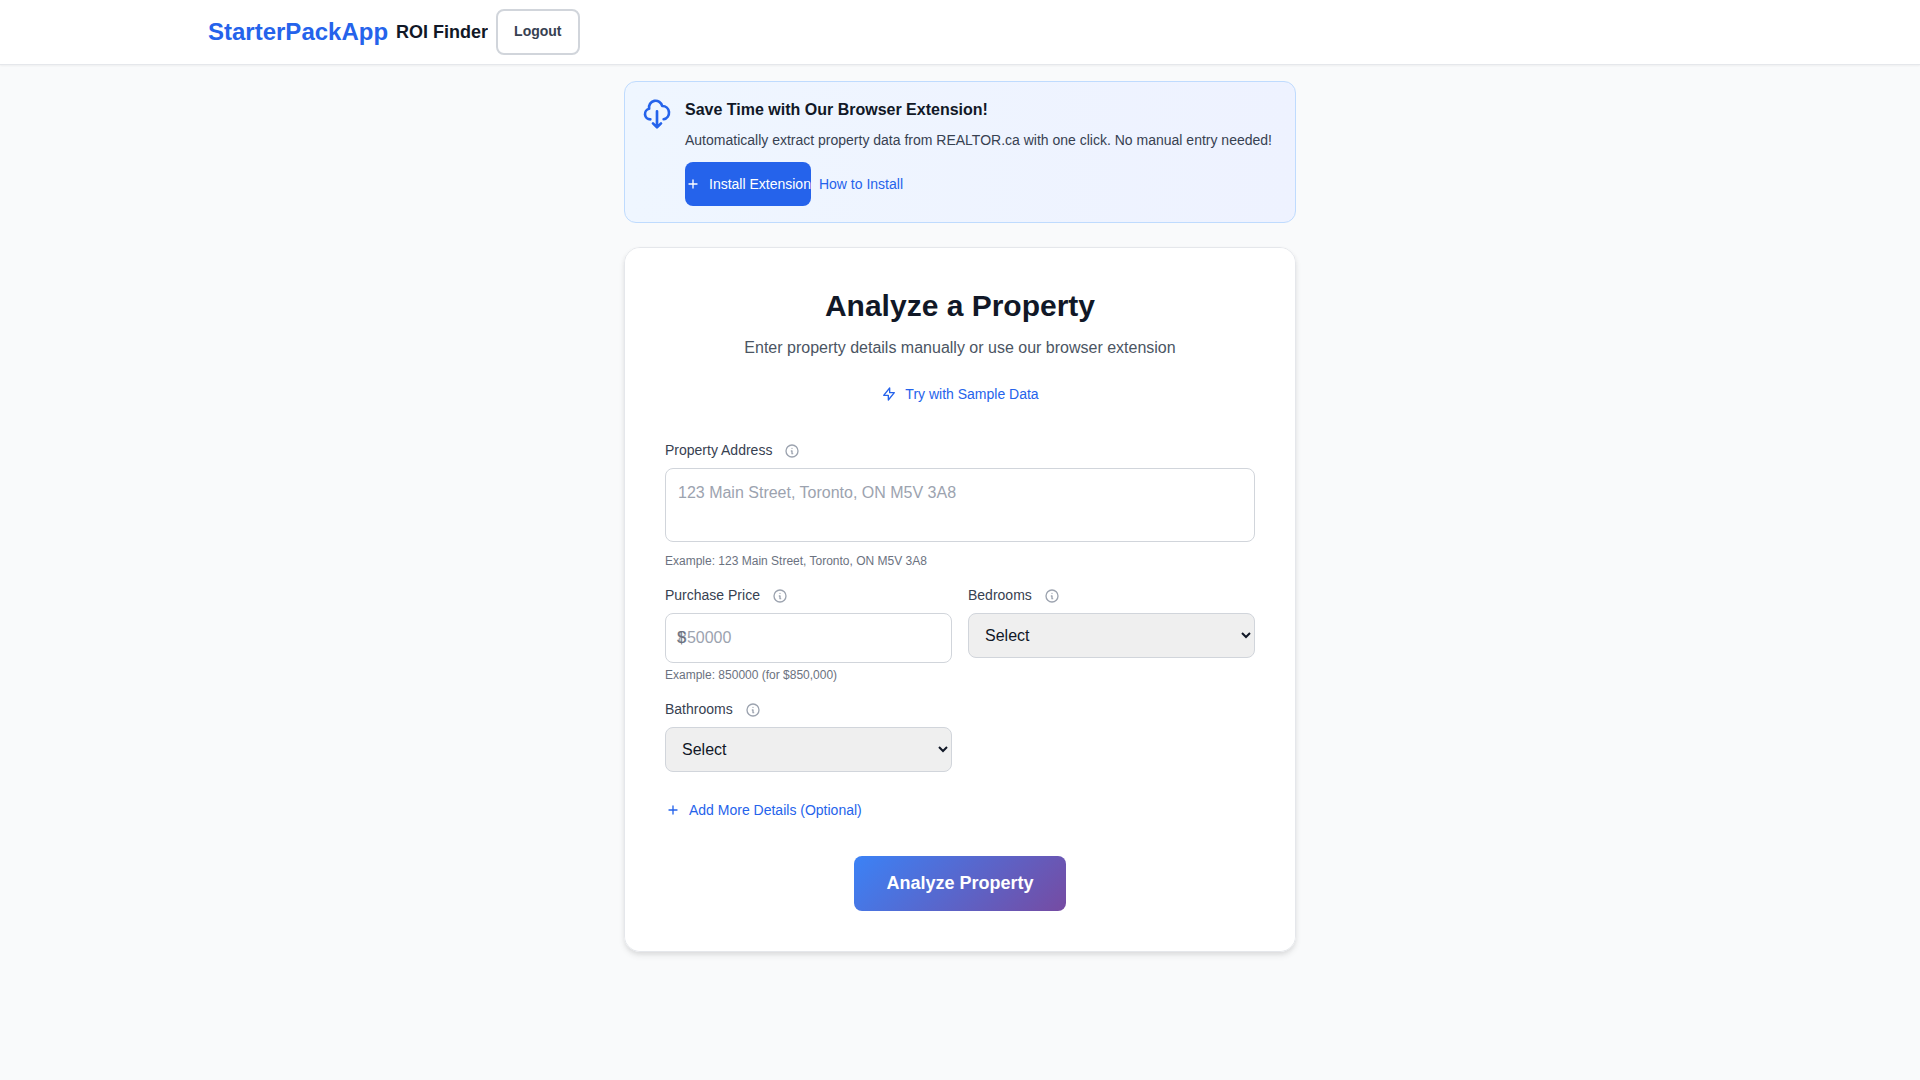 StarterPackApp ROI Finder Logout
Save Time with Our Browser Extension!
Automatically extract property data from REALTOR.ca with one click. No manual entry needed!
+ Install Extension How to Install
Analyze a Property
Enter property details manually or use our browser extension
Try with Sample Data
Property Address
123 Main Street, Toronto, ON M5V 3A8
Example: 123 Main Street, Toronto, ON M5V 3A8
Purchase Price Bedrooms
$50000 Select
Example: 850000 (for $850,000)
Bathrooms
Select
+ Add More Details (Optional)
Analyze Property